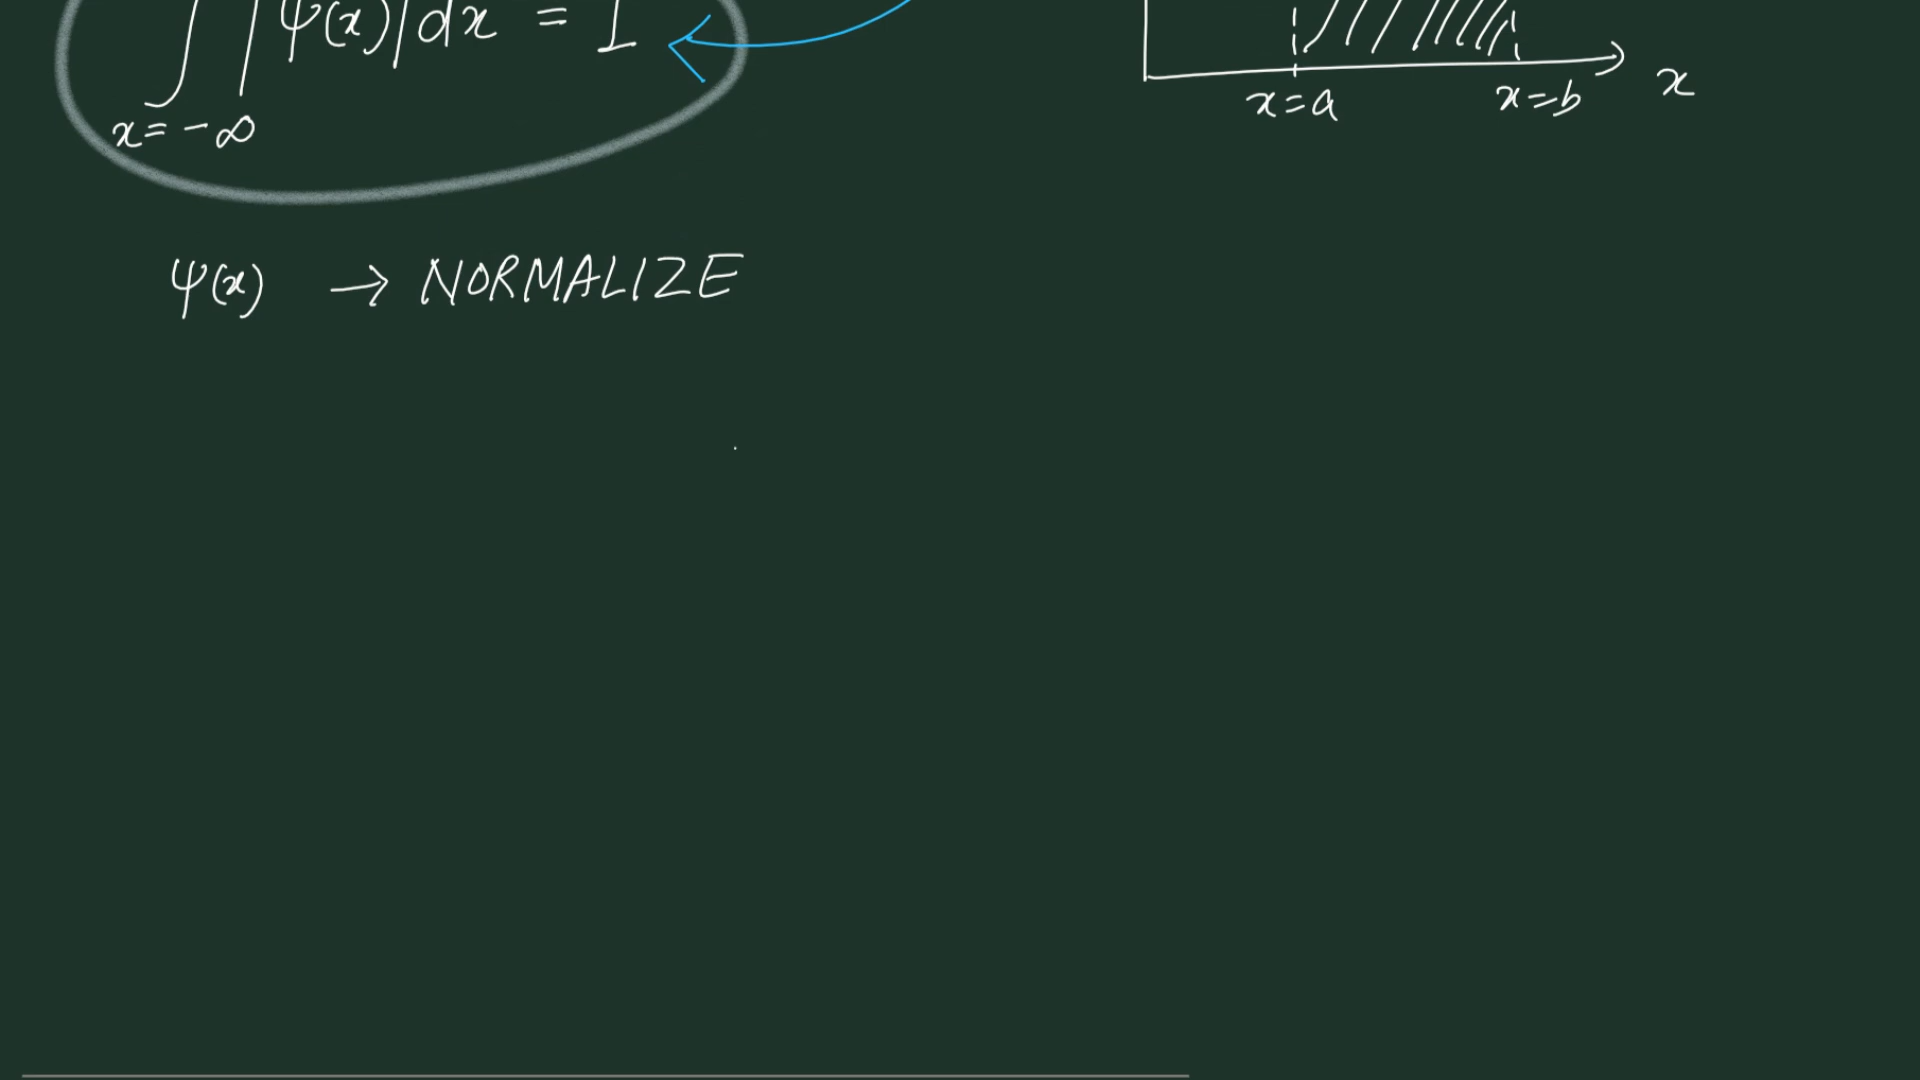 ∫|ψ(x)|dx = 1
x = -∞
x=a x=b x
ψ(x) → NORMALIZE